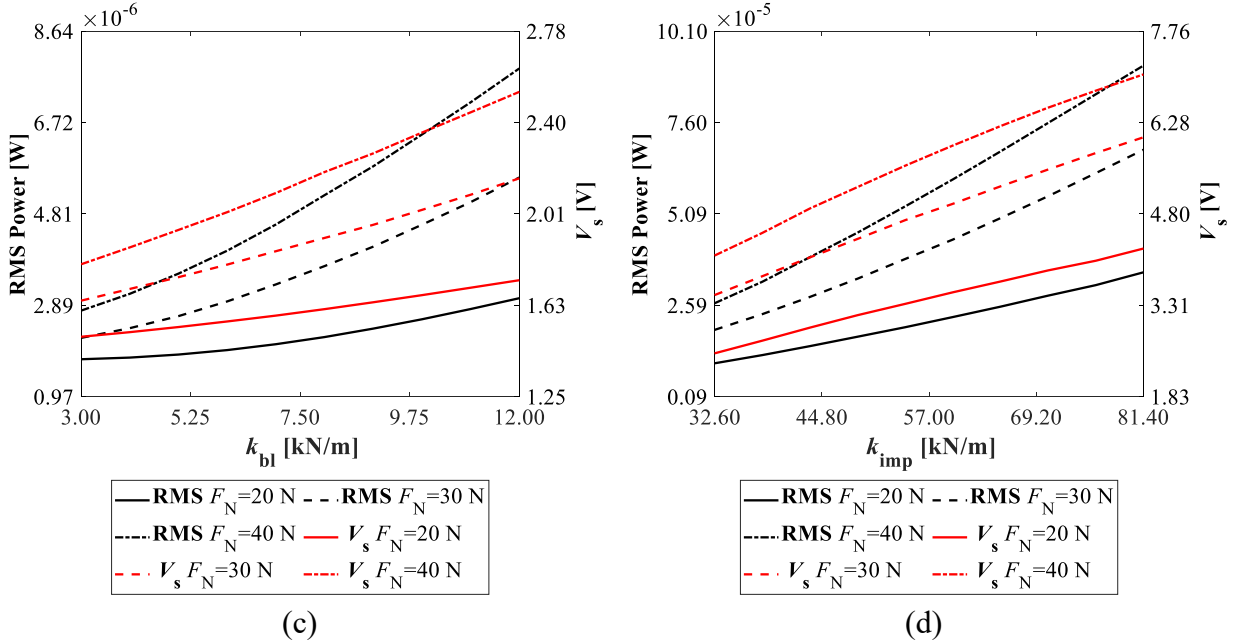 ×10⁻⁶
8.64
6.72
4.81
2.89
0.97
RMS Power [W]
2.78
2.40
2.01
1.63
1.25
V_s [V]
3.00 5.25 7.50 9.75 12.00
k_bl [kN/m]
RMS F_N=20 N RMS F_N=30 N
RMS F_N=40 N V_s F_N=20 N
V_s F_N=30 N V_s F_N=40 N
(c)
×10⁻⁵
10.10
7.60
5.09
2.59
0.09
RMS Power [W]
7.76
6.28
4.80
3.31
1.83
V_s [V]
32.60 44.80 57.00 69.20 81.40
k_imp [kN/m]
RMS F_N=20 N RMS F_N=30 N
RMS F_N=40 N V_s F_N=20 N
V_s F_N=30 N V_s F_N=40 N
(d)